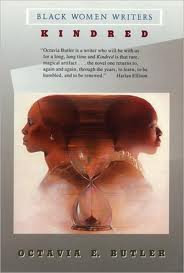 BLACK WOMEN WRITERS
KINDRED
"Octavia Butler is a writer who will be with us
for a long, long time and Kindred is that rare,
magical artifact . . . the novel one returns to,
again and again, through the years, to learn, to be
humbled, and to be renewed." Harlan Ellison
OCTAVIA E. BUTLER